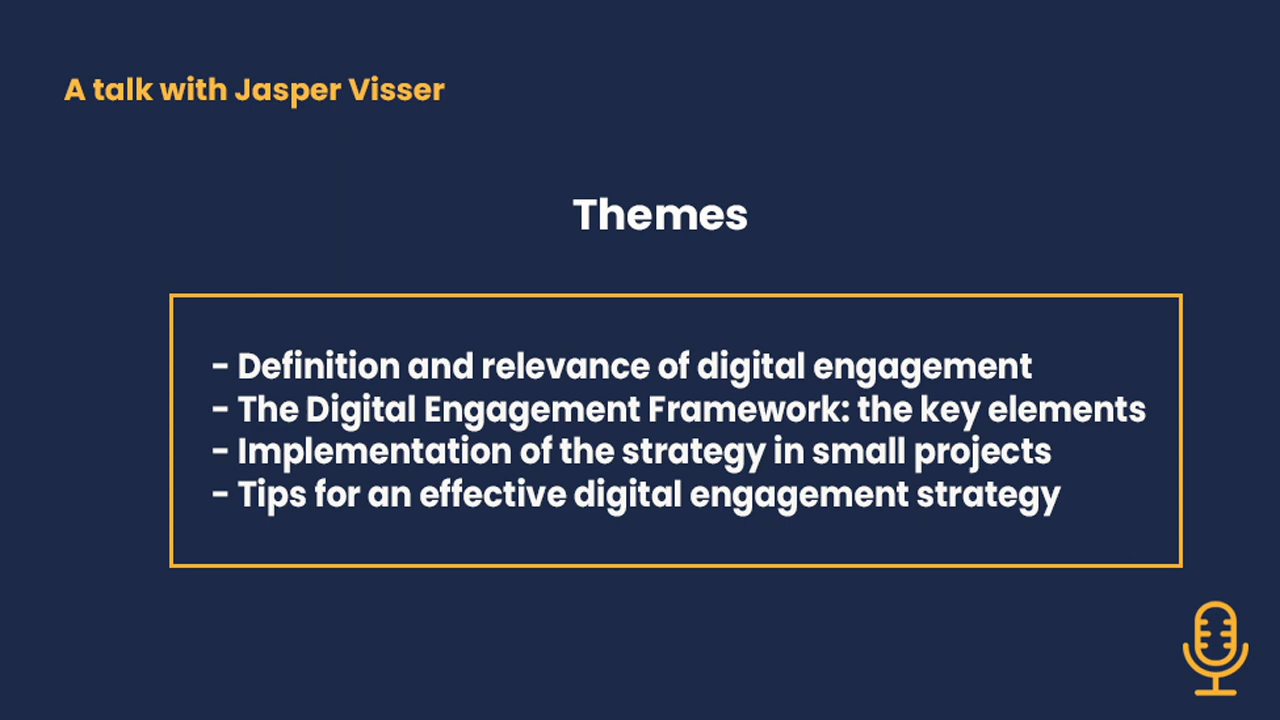 A talk with Jasper Visser
Themes
- Definition and relevance of digital engagement
- The Digital Engagement Framework: the key elements
- Implementation of the strategy in small projects
- Tips for an effective digital engagement strategy